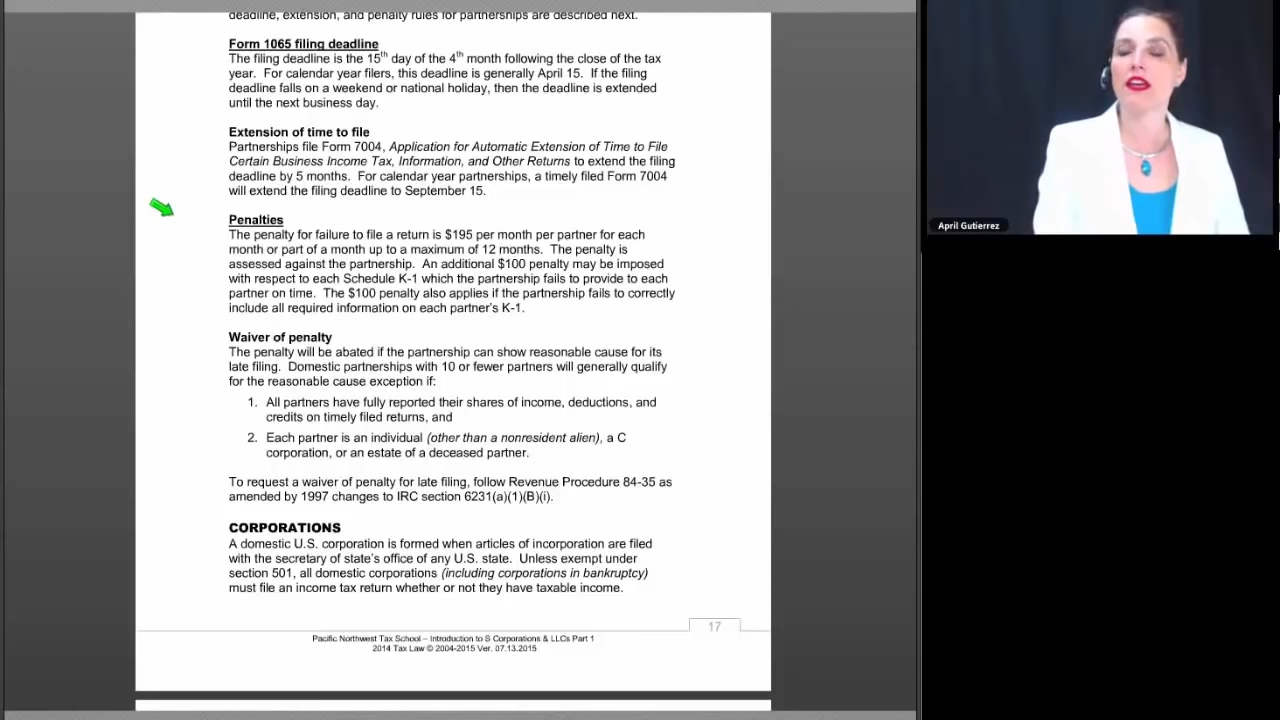 deadline, extension, and penalty rules for partnerships are described next.
Form 1065 filing deadline
The filing deadline is the 15th day of the 4th month following the close of the tax
year. For calendar year filers, this deadline is generally April 15. If the filing
deadline falls on a weekend or national holiday, then the deadline is extended
until the next business day.
Extension of time to file
Partnerships file Form 7004, Application for Automatic Extension of Time to File
Certain Business Income Tax, Information, and Other Returns to extend the filing
deadline by 5 months. For calendar year partnerships, a timely filed Form 7004
will extend the filing deadline to September 15.
Penalties
The penalty for failure to file a return is $195 per month per partner for each
month or part of a month up to a maximum of 12 months. The penalty is
assessed against the partnership. An additional $100 penalty may be imposed
with respect to each Schedule K-1 which the partnership fails to provide to each
partner on time. The $100 penalty also applies if the partnership fails to correctly
include all required information on each partner's K-1.
Waiver of penalty
The penalty will be abated if the partnership can show reasonable cause for its
late filing. Domestic partnerships with 10 or fewer partners will generally qualify
for the reasonable cause exception if:
1. All partners have fully reported their shares of income, deductions, and
credits on timely filed returns, and
2. Each partner is an individual (other than a nonresident alien), a C
corporation, or an estate of a deceased partner.
To request a waiver of penalty for late filing, follow Revenue Procedure 84-35 as
amended by 1997 changes to IRC section 6231(a)(1)(B)(i).
CORPORATIONS
A domestic U.S. corporation is formed when articles of incorporation are filed
with the secretary of state's office of any U.S. state. Unless exempt under
section 501, all domestic corporations (including corporations in bankruptcy)
must file an income tax return whether or not they have taxable income.
17
Pacific Northwest Tax School – Introduction to S Corporations & LLCs Part 1
2014 Tax Law © 2004-2015 Ver. 07.13.2015
April Gutierrez